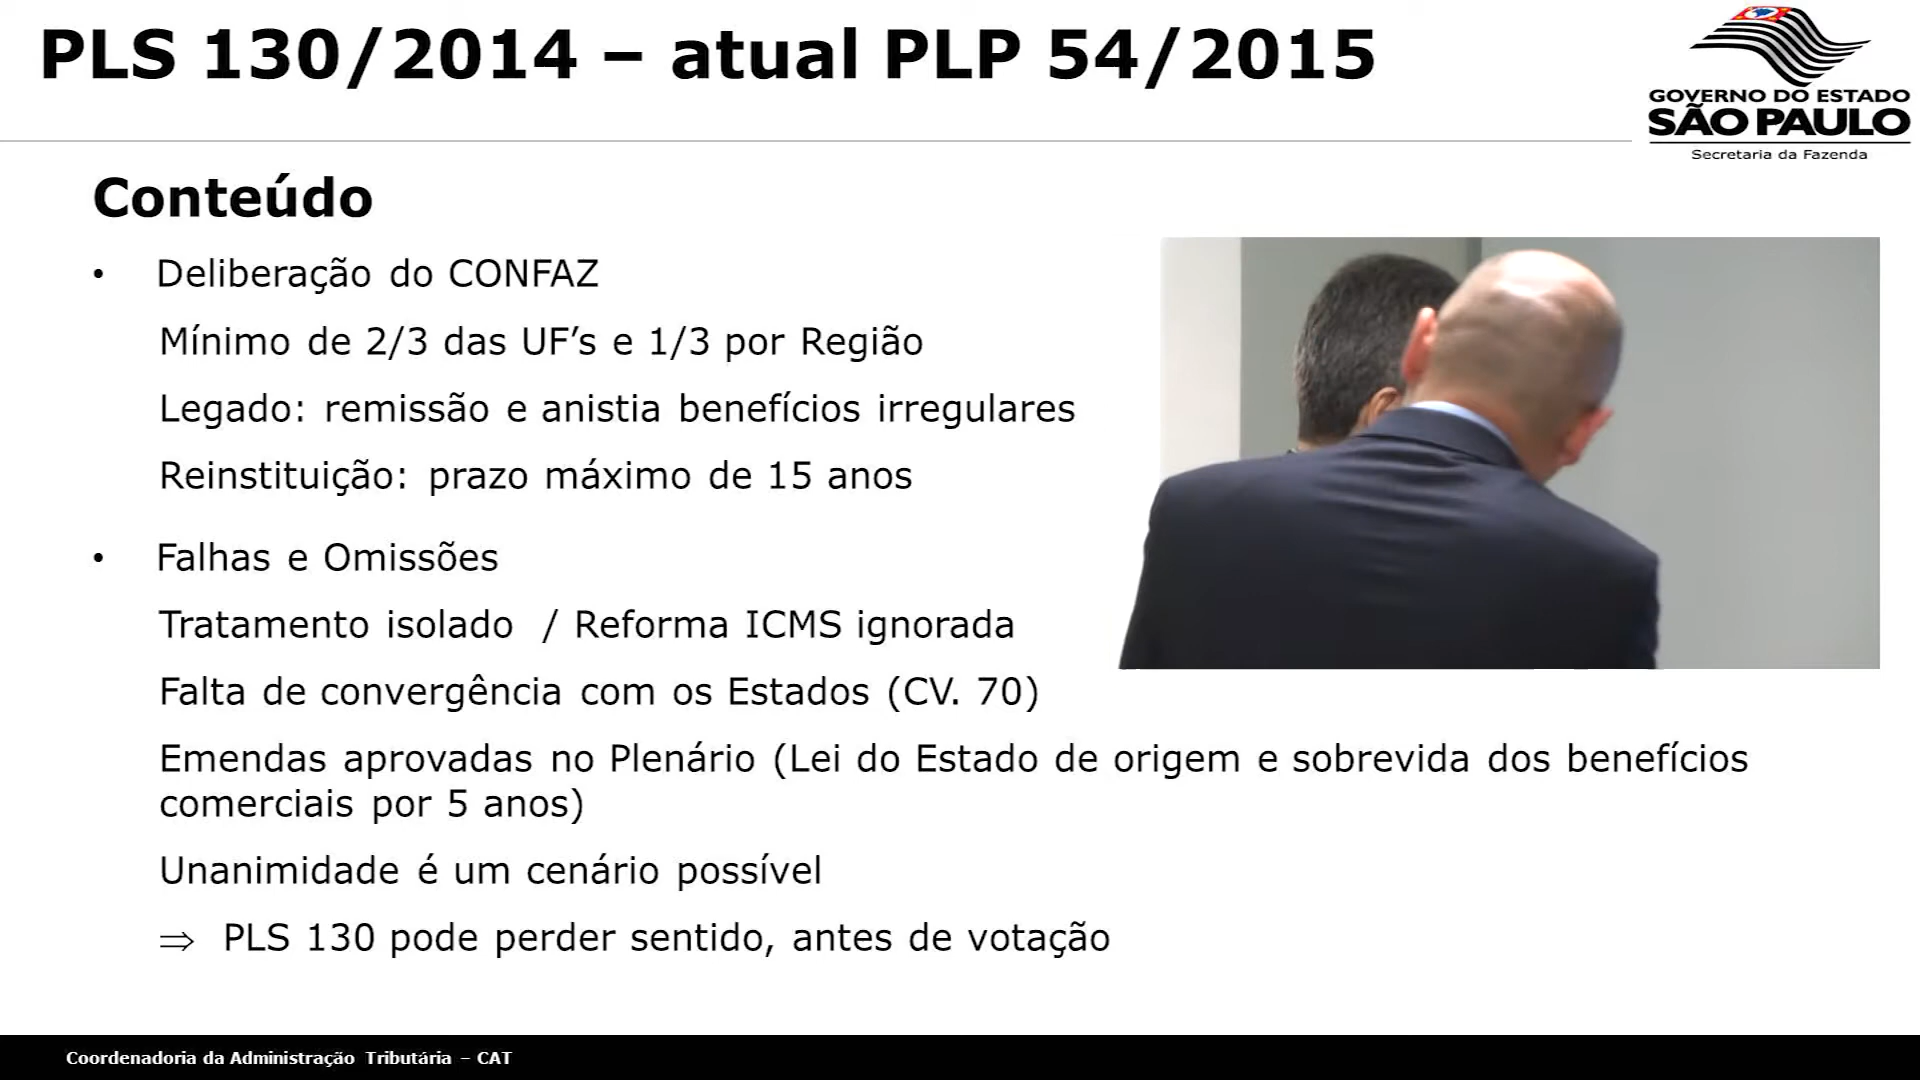 PLS 130/2014 – atual PLP 54/2015
GOVERNO DO ESTADO
SÃO PAULO
Secretaria da Fazenda
Conteúdo
• Deliberação do CONFAZ
Mínimo de 2/3 das UF’s e 1/3 por Região
Legado: remissão e anistia benefícios irregulares
Reinstituição: prazo máximo de 15 anos
• Falhas e Omissões
Tratamento isolado / Reforma ICMS ignorada
Falta de convergência com os Estados (CV. 70)
Emendas aprovadas no Plenário (Lei do Estado de origem e sobrevida dos benefícios
comerciais por 5 anos)
Unanimidade é um cenário possível
⇒ PLS 130 pode perder sentido, antes de votação
Coordenadoria da Administração Tributária – CAT